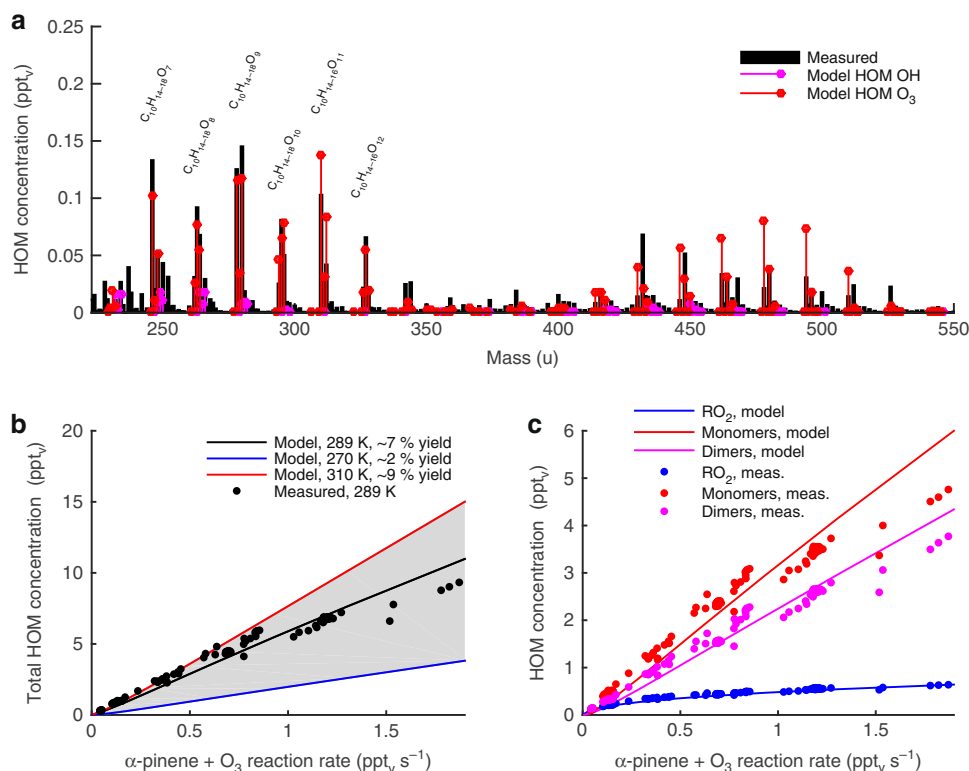 a
HOM concentration (pptᵥ)
0.25
0.2
0.15
0.1
0.05
0
C₁₀H₁₄₋₁₈O₇
C₁₀H₁₄₋₁₈O₈
C₁₀H₁₄₋₁₈O₉
C₁₀H₁₄₋₁₈O₁₀
C₁₀H₁₄₋₁₆O₁₁
C₁₀H₁₄₋₁₆O₁₂
Measured
Model HOM OH
Model HOM O₃
250 300 350 400 450 500 550
Mass (u)
b
Total HOM concentration (pptᵥ)
20
15
10
5
0
Model, 289 K, ~7 % yield
Model, 270 K, ~2 % yield
Model, 310 K, ~9 % yield
Measured, 289 K
0 0.5 1 1.5
α-pinene + O₃ reaction rate (pptᵥ s⁻¹)
c
RO₂, model
Monomers, model
Dimers, model
RO₂, meas.
Monomers, meas.
Dimers, meas.
HOM concentration (pptᵥ)
6
5
4
3
2
1
0
0 0.5 1 1.5
α-pinene + O₃ reaction rate (pptᵥ s⁻¹)